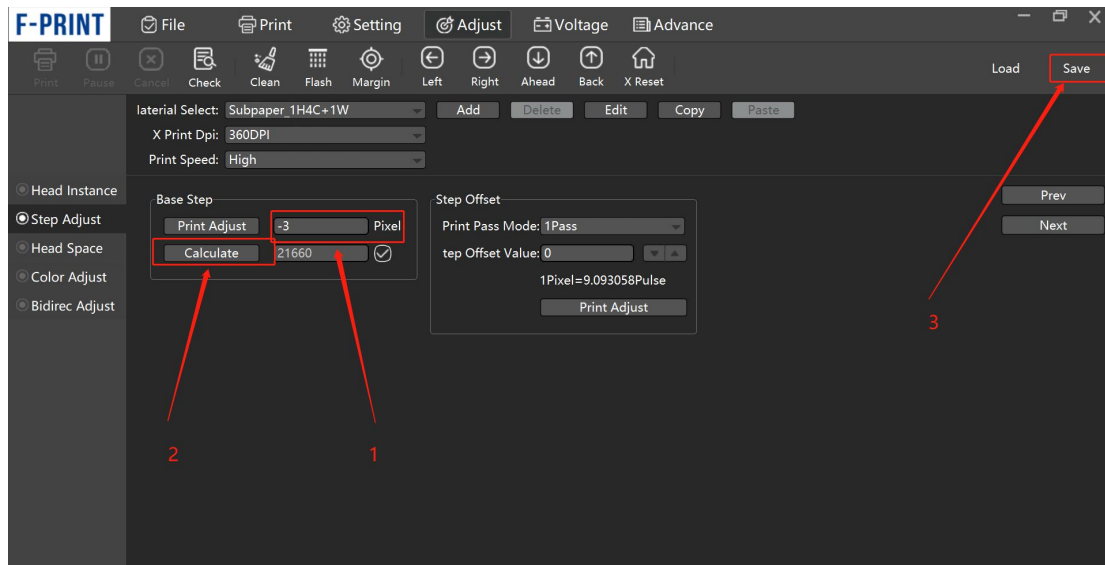 F-PRINT File Print Setting Adjust Voltage Advance
Print Pause Cancel Check Clean Flash Margin Left Right Ahead Back X Reset Load Save
laterial Select: Subpaper_1H4C+1W Add Delete Edit Copy Paste
X Print Dpi: 360DPI
Print Speed: High
Head Instance
Step Adjust
Head Space
Color Adjust
Bidirec Adjust
Base Step
Print Adjust -3 Pixel
Calculate 21660
Step Offset
Print Pass Mode: 1Pass
tep Offset Value: 0
1Pixel=9.093058Pulse
Print Adjust
Prev
Next
1
2
3